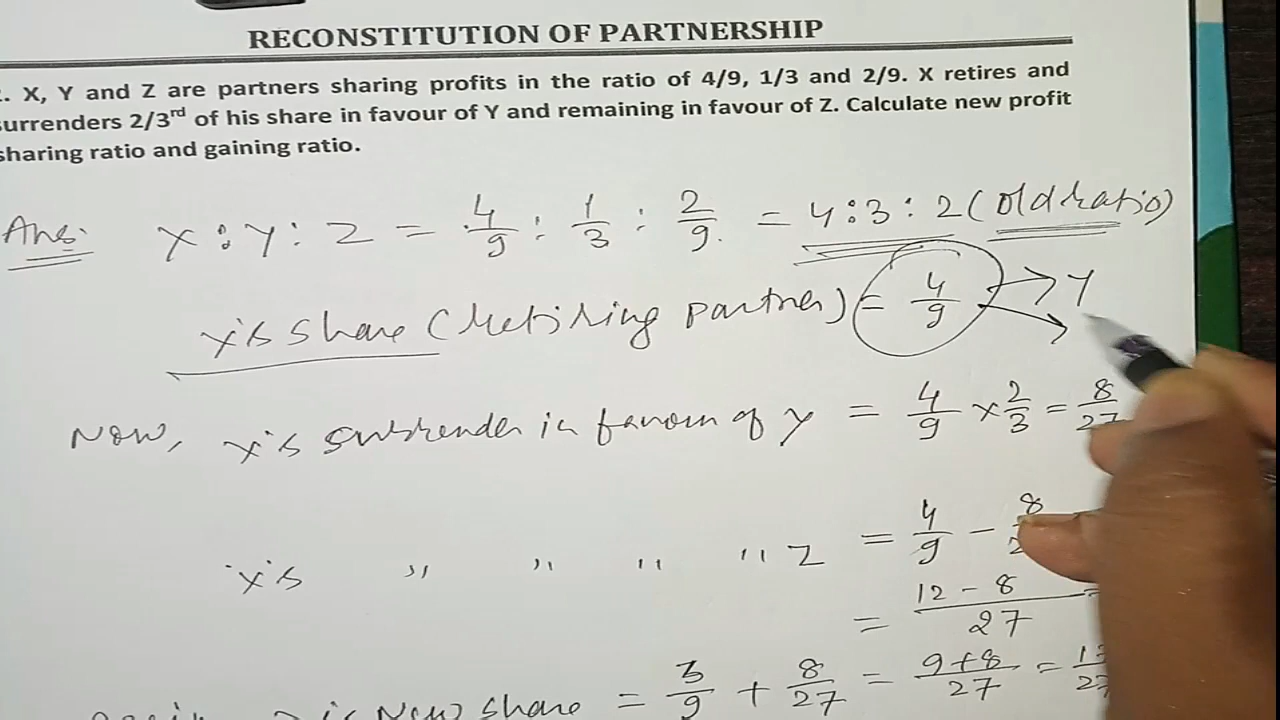 RECONSTITUTION OF PARTNERSHIP
. X, Y and Z are partners sharing profits in the ratio of 4/9, 1/3 and 2/9. X retires and
surrenders 2/3rd of his share in favour of Y and remaining in favour of Z. Calculate new profit
sharing ratio and gaining ratio.
Ans: X : Y : Z = 4/9 : 1/3 : 2/9 = 4:3:2 (Old ratio)
X's share (Retiring partner) = 4/9 Y
Now, X's surrender in favour of Y = 4/9 × 2/3 = 8/27
X's " " " " Z = 4/9 - 8/
= 12 - 8 / 27
New share = 3/9 + 8/27 = 9+8/27 =